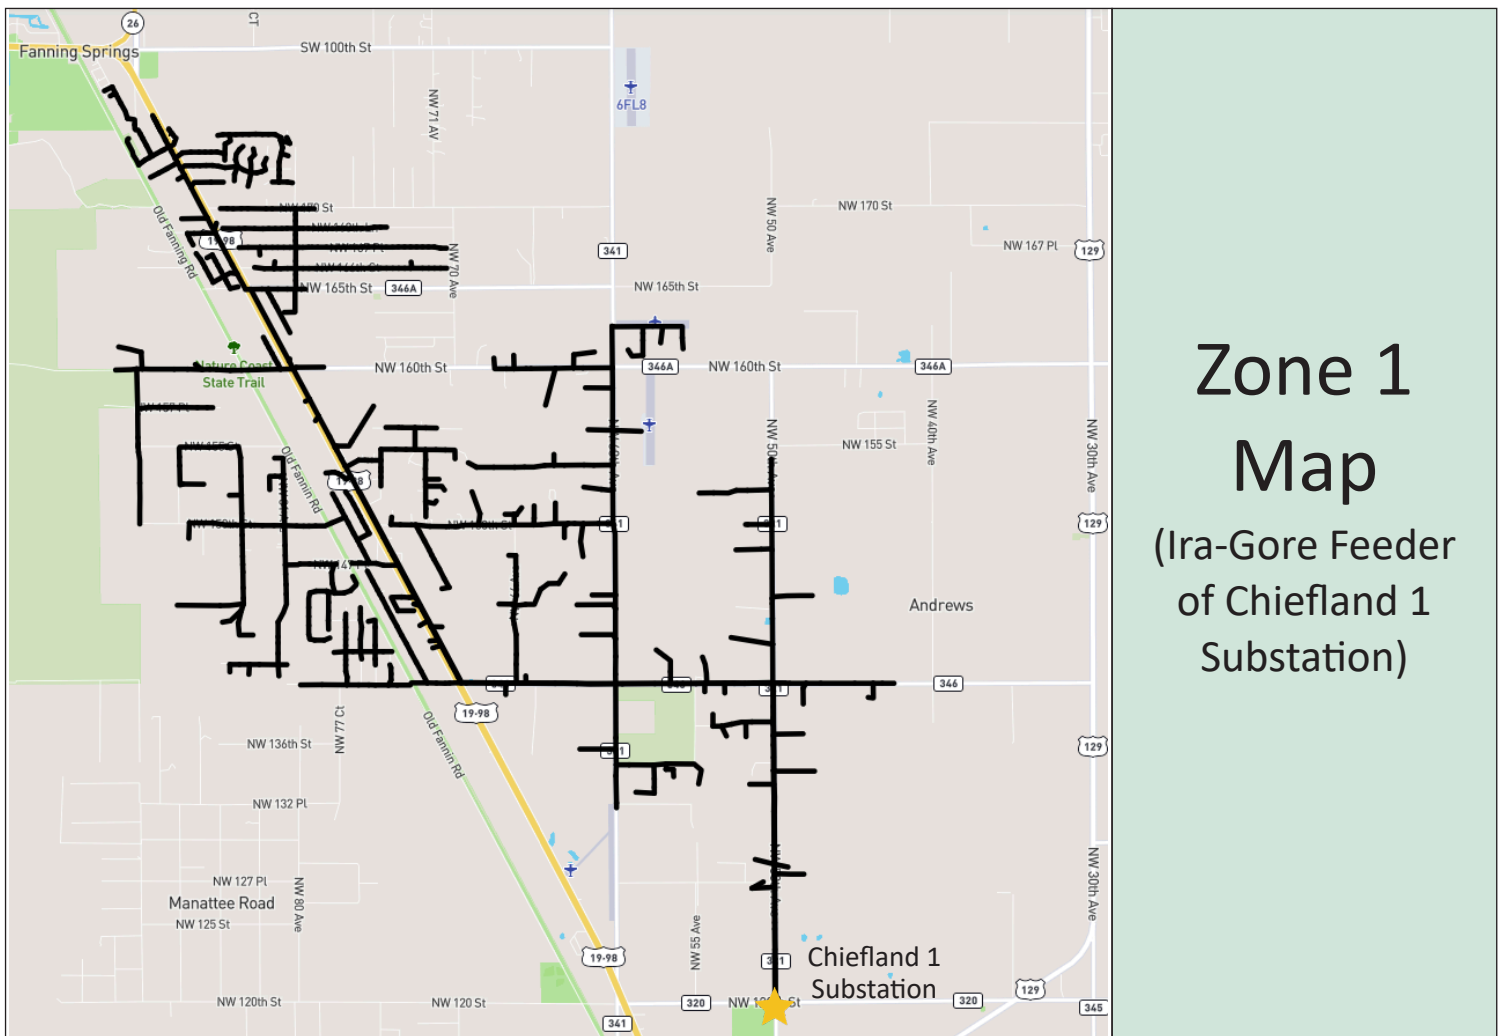 26
CT
SW 100th St
Fanning Springs
6FL8
NW 71 AV
NW 170 St
NW 170 St
Old Fanning Rd
NW 50 Ave
19-98
341
NW 167 Pl
129
NW 70 Ave
NW 165th St
346A
NW 165th St
Nature Coast
State Trail
NW 160th St
346A
NW 160th St
346A
NW 155 St
NW 40th Ave
NW 30th Ave
Old Fannin Rd
129
Andrews
346
19-98
NW 77 Ct
NW 136th St
Old Fannin Rd
129
NW 132 Pl
NW 127 Pl
NW 80 Ave
Manattee Road
NW 125 St
NW 30th Ave
NW 55 Ave
19-98
Chiefland 1
Substation
NW 120th St
NW 120 St
320
320
129
345
341
Zone 1
Map
(Ira-Gore Feeder
of Chiefland 1
Substation)